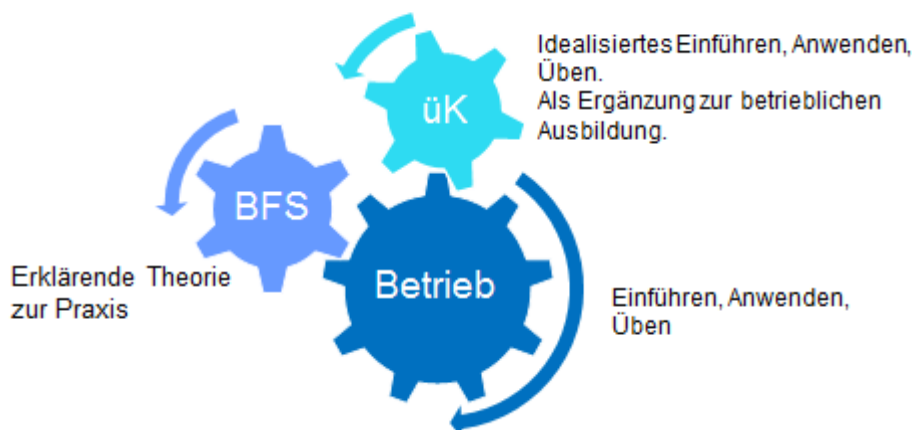 Idealisiertes Einführen, Anwenden,
Üben.
Als Ergänzung zur betrieblichen
Ausbildung.
üK
BFS
Betrieb
Erklärende Theorie
zur Praxis
Einführen, Anwenden,
Üben